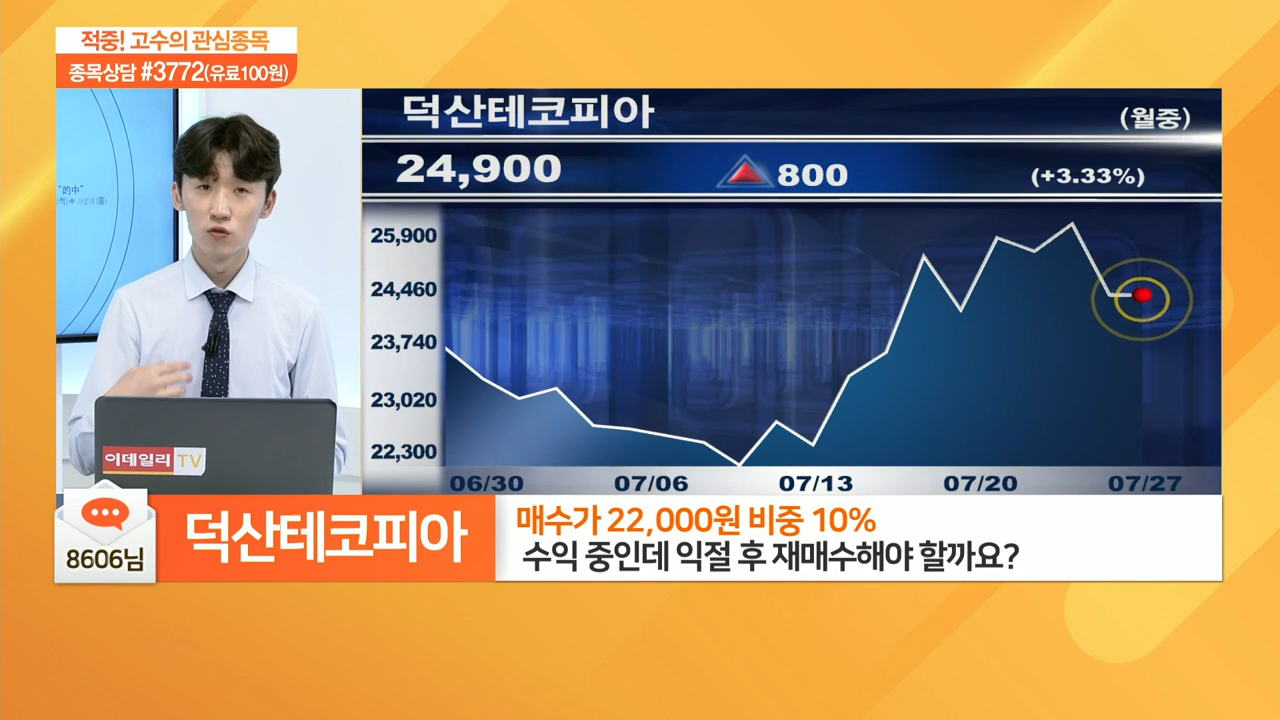 적중! 고수의 관심종목
종목상담 #3772(유료100원)
덕산테코피아
(월중)
24,900
800
(+3.33%)
"的中"
25,900
24,460
23,740
23,020
22,300
06/30
07/06
07/13
07/20
07/27
이데일리TV
8606님
덕산테코피아
매수가 22,000원 비중 10%
수익 중인데 익절 후 재매수해야 할까요?